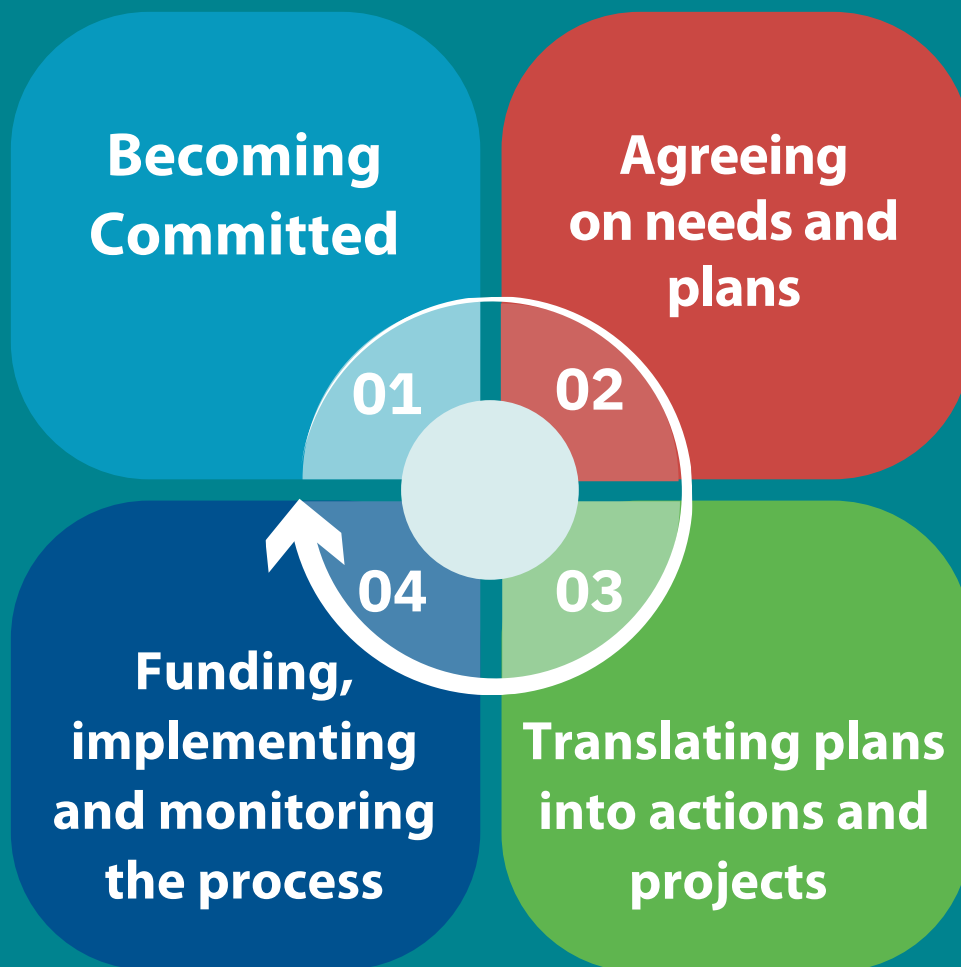 Becoming
Committed
Agreeing
on needs and
plans
01
02
04
03
Funding,
implementing
and monitoring
the process
Translating plans
into actions and
projects